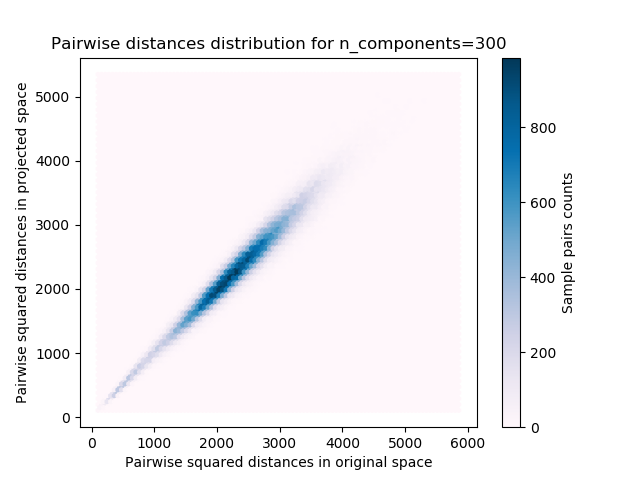 Pairwise distances distribution for n_components=300
Pairwise squared distances in projected space
5000
4000
3000
2000
1000
0
0 1000 2000 3000 4000 5000 6000
Pairwise squared distances in original space
800
600
400
200
0
Sample pairs counts